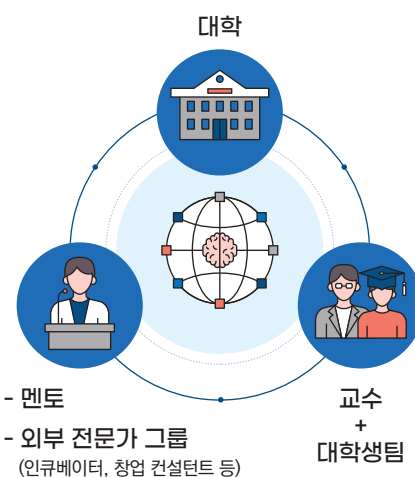 대학
- 멘토
- 외부 전문가 그룹
(인큐베이터, 창업 컨설턴트 등)
교수
+
대학생팀